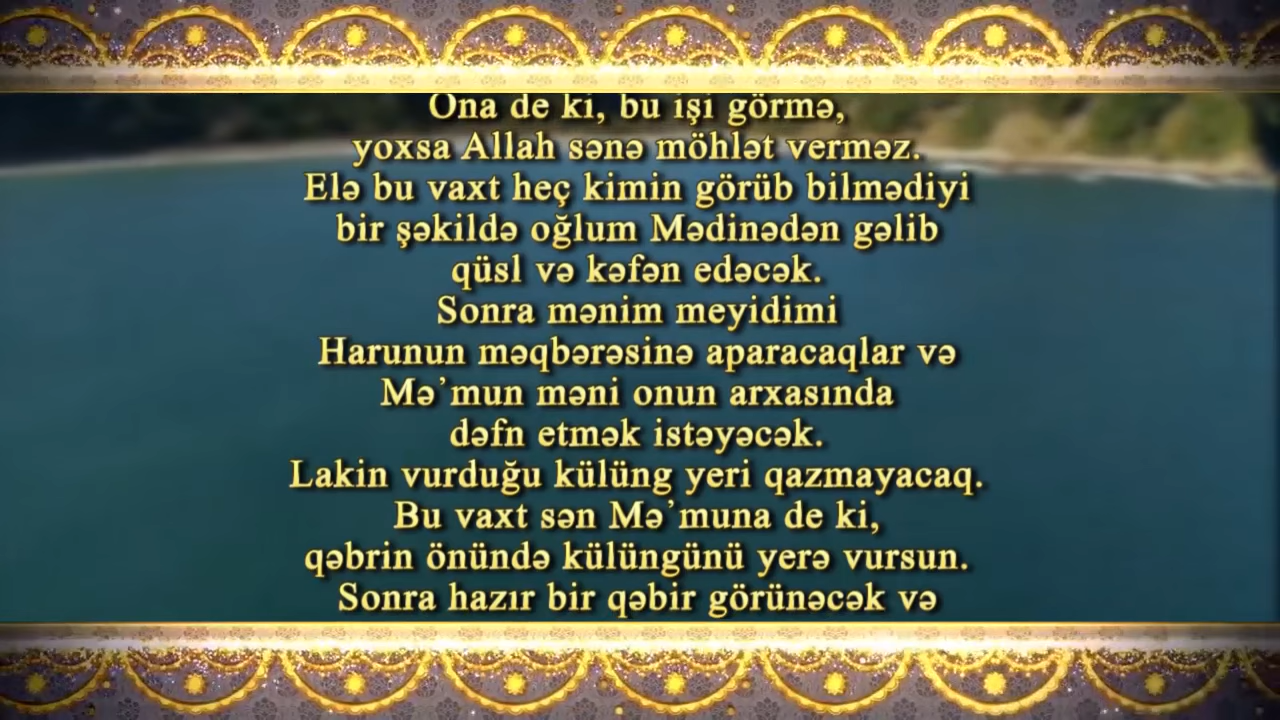 Ona de ki, bu işi görmə,
yoxsa Allah sənə möhlət verməz.
Elə bu vaxt heç kimin görüb bilmədiyi
bir şəkildə oğlum Mədinədən gəlib
qüsl və kəfən edəcək.
Sonra mənim meyidimi
Harunun məqbərəsinə aparacaqlar və
Mə’mun məni onun arxasında
dəfn etmək istəyəcək.
Lakin vurduğu külüng yeri qazmayacaq.
Bu vaxt sən Mə’muna de ki,
qəbrin önündə külüngünü yerə vursun.
Sonra hazır bir qəbir görünəcək və